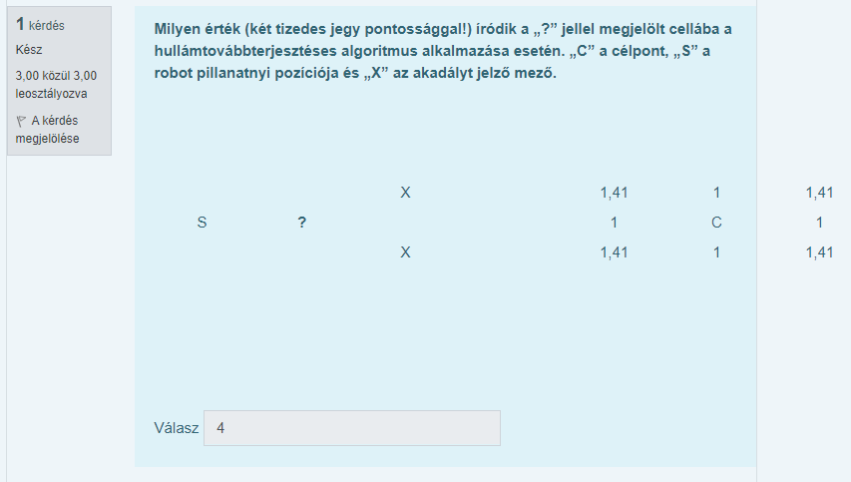 1 kérdés
Kész
3,00 közül 3,00
leosztályozva
A kérdés
megjelölése
Milyen érték (két tizedes jegy pontossággal!) íródik a „?” jellel megjelölt cellába a
hullámtovábbterjesztéses algoritmus alkalmazása esetén. „C” a célpont, „S” a
robot pillanatnyi pozíciója és „X” az akadályt jelző mező.
X 1,41 1 1,41
S ? 1 C 1
X 1,41 1 1,41
Válasz 4